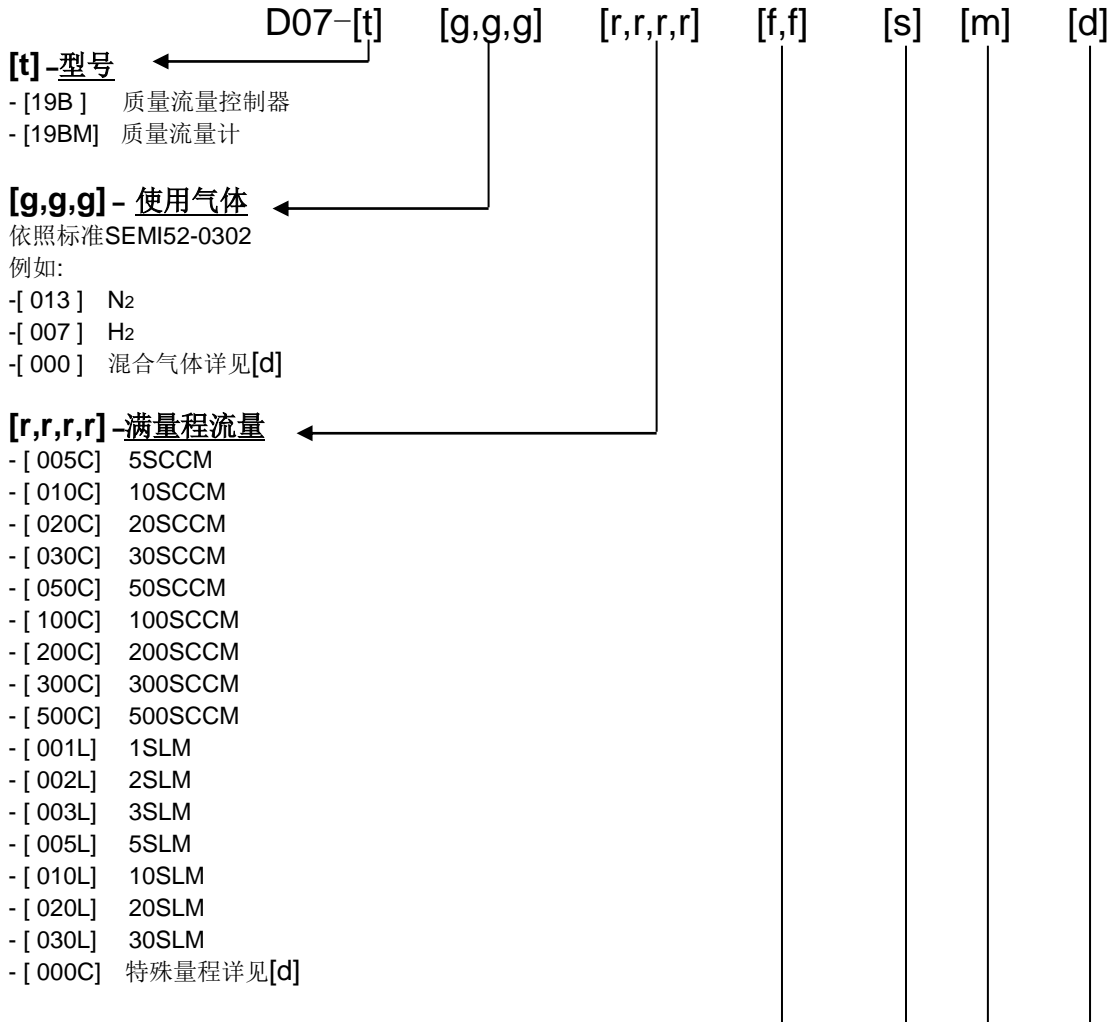 D07-[t] [g,g,g] [r,r,r,r] [f,f] [s] [m] [d]
[t] -型号
- [19B ] 质量流量控制器
- [19BM] 质量流量计
[g,g,g] - 使用气体
依照标准SEMI52-0302
例如:
-[ 013 ] N2
-[ 007 ] H2
-[ 000 ] 混合气体详见[d]
[r,r,r,r] -满量程流量
- [ 005C] 5SCCM
- [ 010C] 10SCCM
- [ 020C] 20SCCM
- [ 030C] 30SCCM
- [ 050C] 50SCCM
- [ 100C] 100SCCM
- [ 200C] 200SCCM
- [ 300C] 300SCCM
- [ 500C] 500SCCM
- [ 001L] 1SLM
- [ 002L] 2SLM
- [ 003L] 3SLM
- [ 005L] 5SLM
- [ 010L] 10SLM
- [ 020L] 20SLM
- [ 030L] 30SLM
- [ 000C] 特殊量程详见[d]